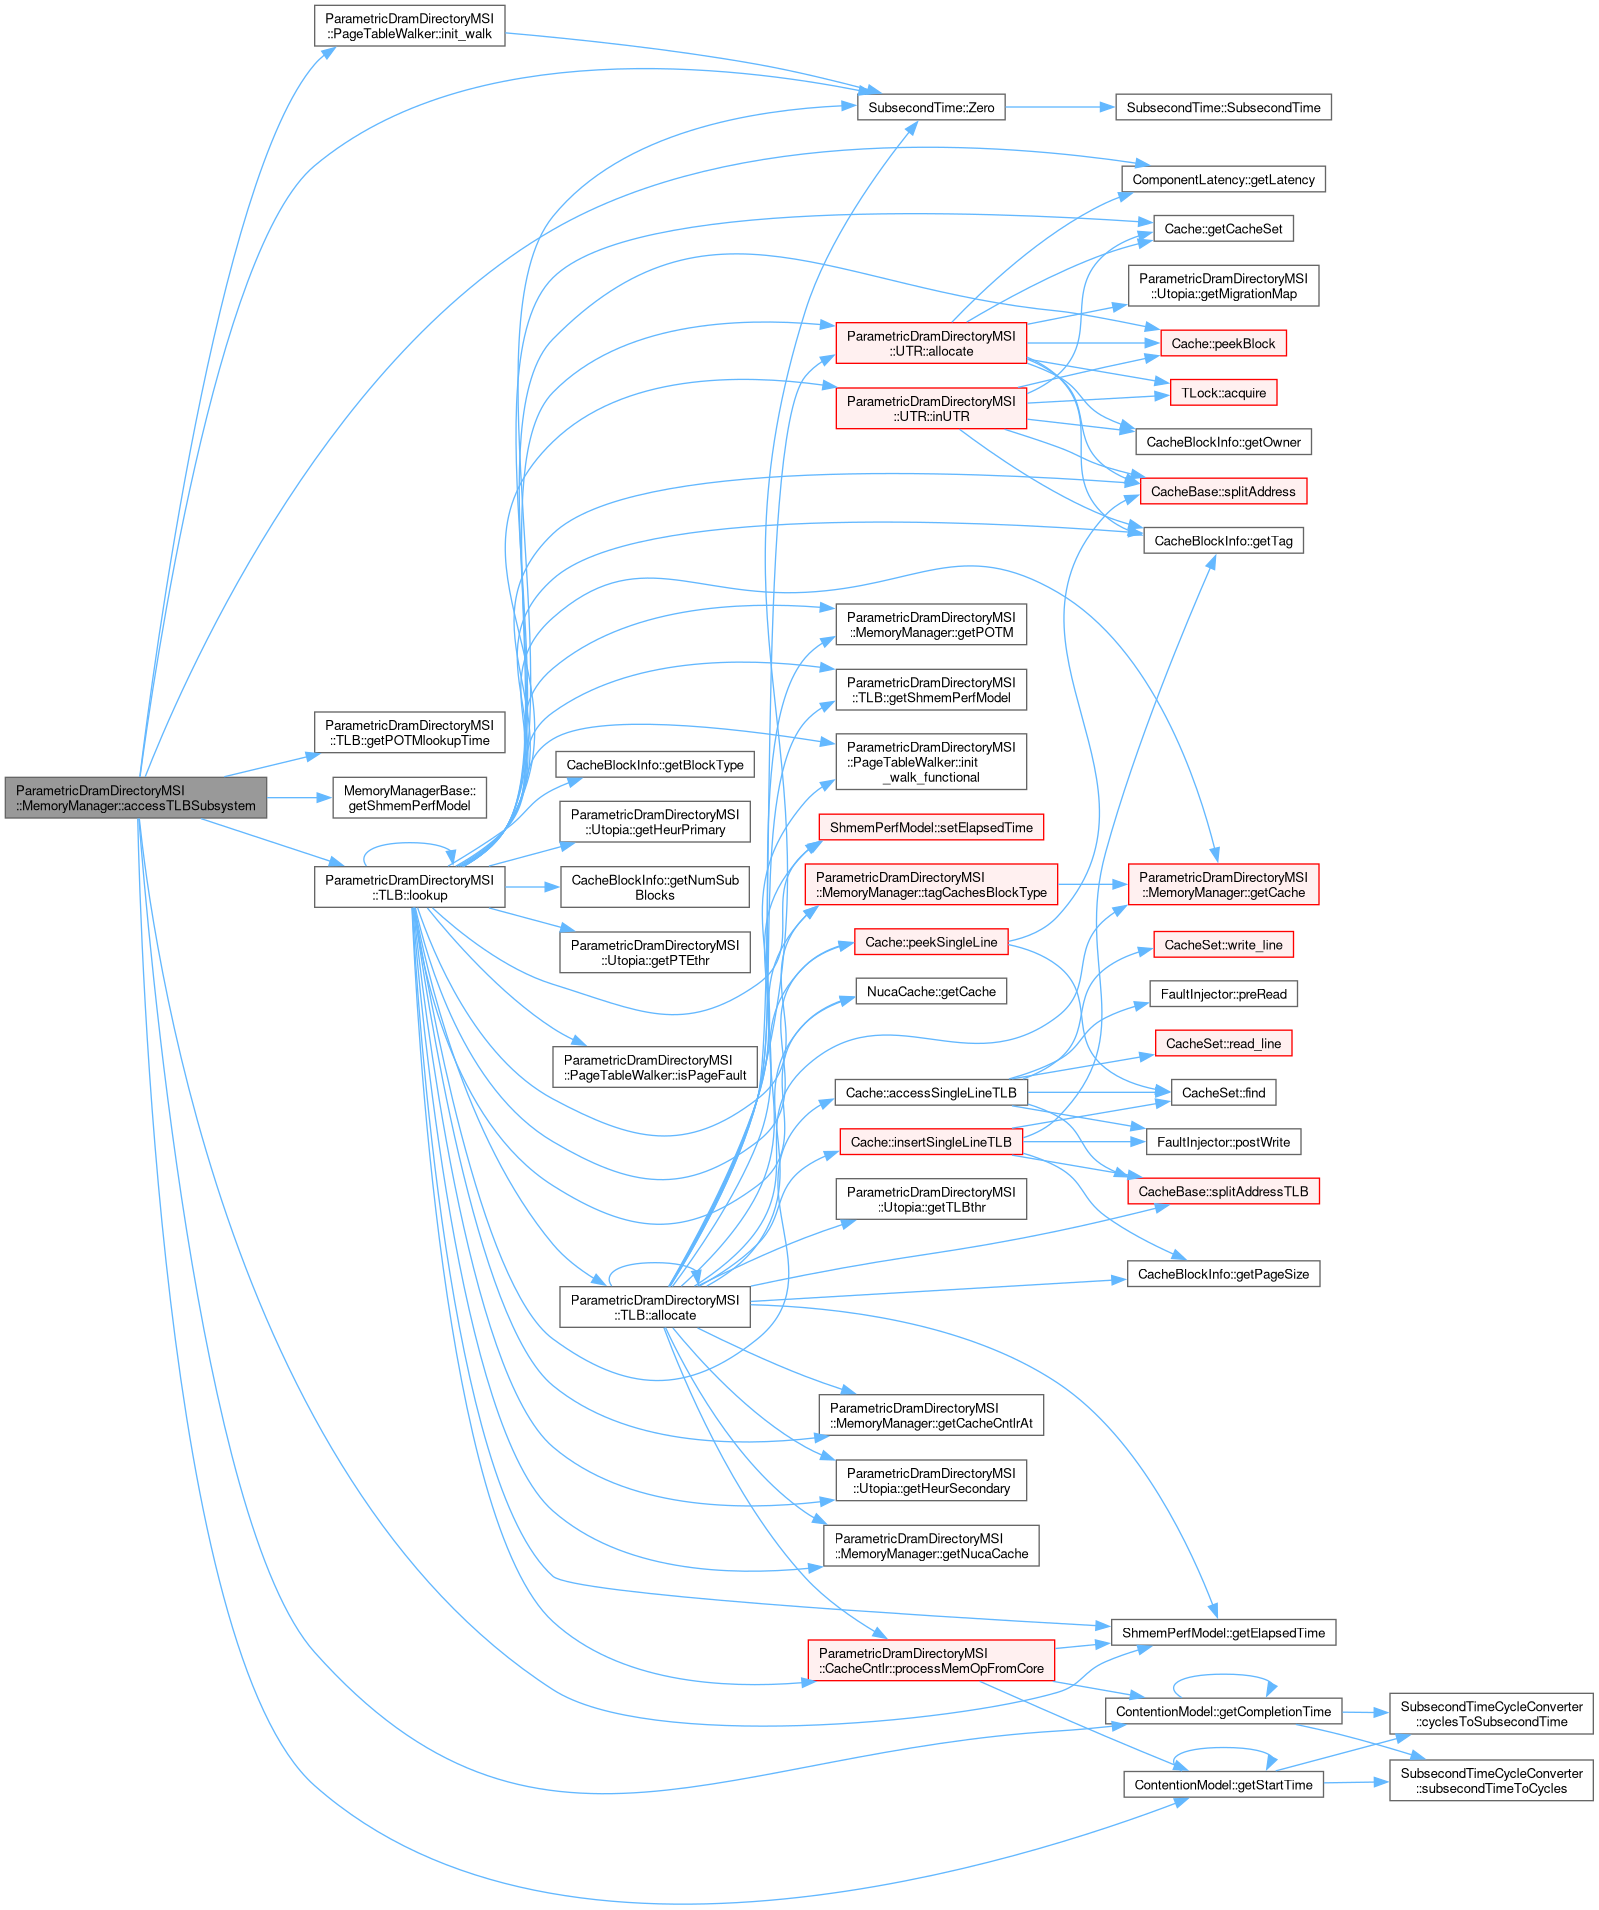 ParametricDramDirectoryMSI
::PageTableWalker::init_walk
SubsecondTime::Zero
SubsecondTime::SubsecondTime
ComponentLatency::getLatency
Cache::getCacheSet
ParametricDramDirectoryMSI
::Utopia::getMigrationMap
ParametricDramDirectoryMSI
::UTR::allocate
Cache::peekBlock
TLock::acquire
ParametricDramDirectoryMSI
::UTR::inUTR
CacheBlockInfo::getOwner
CacheBase::splitAddress
CacheBlockInfo::getTag
ParametricDramDirectoryMSI
::MemoryManager::getPOTM
ParametricDramDirectoryMSI
::TLB::getShmemPerfModel
ParametricDramDirectoryMSI
::TLB::getPOTMlookupTime
ParametricDramDirectoryMSI
::PageTableWalker::init
_walk_functional
CacheBlockInfo::getBlockType
ParametricDramDirectoryMSI
::MemoryManager::accessTLBSubsystem
MemoryManagerBase::
getShmemPerfModel
ParametricDramDirectoryMSI
::Utopia::getHeurPrimary
ShmemPerfModel::setElapsedTime
ParametricDramDirectoryMSI
::TLB::lookup
CacheBlockInfo::getNumSub
Blocks
ParametricDramDirectoryMSI
::MemoryManager::tagCachesBlockType
ParametricDramDirectoryMSI
::MemoryManager::getCache
ParametricDramDirectoryMSI
::Utopia::getPTEthr
Cache::peekSingleLine
CacheSet::write_line
NucaCache::getCache
FaultInjector::preRead
CacheSet::read_line
ParametricDramDirectoryMSI
::PageTableWalker::isPageFault
Cache::accessSingleLineTLB
CacheSet::find
Cache::insertSingleLineTLB
FaultInjector::postWrite
ParametricDramDirectoryMSI
::Utopia::getTLBthr
CacheBase::splitAddressTLB
CacheBlockInfo::getPageSize
ParametricDramDirectoryMSI
::TLB::allocate
ParametricDramDirectoryMSI
::MemoryManager::getCacheCntlrAt
ParametricDramDirectoryMSI
::Utopia::getHeurSecondary
ParametricDramDirectoryMSI
::MemoryManager::getNucaCache
ShmemPerfModel::getElapsedTime
ParametricDramDirectoryMSI
::CacheCntlr::processMemOpFromCore
ContentionModel::getCompletionTime
SubsecondTimeCycleConverter
::cyclesToSubsecondTime
ContentionModel::getStartTime
SubsecondTimeCycleConverter
::subsecondTimeToCycles